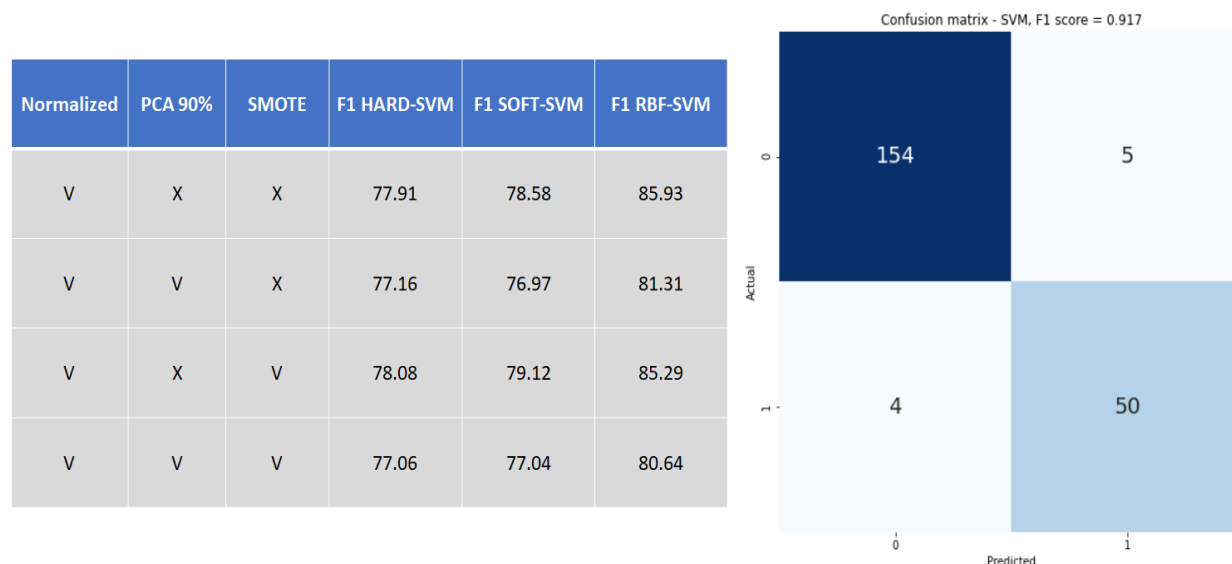 Normalized PCA 90% SMOTE F1 HARD-SVM F1 SOFT-SVM F1 RBF-SVM
V X X 77.91 78.58 85.93
V V X 77.16 76.97 81.31
V X V 78.08 79.12 85.29
V V V 77.06 77.04 80.64
Confusion matrix - SVM, F1 score = 0.917
Actual
0 154 5
1 4 50
0 1
Predicted